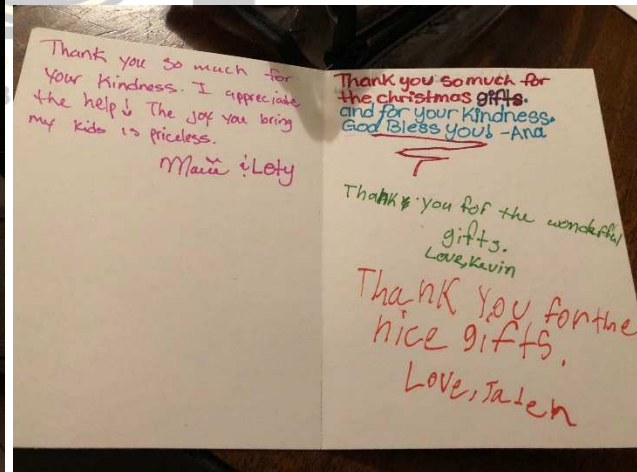 Thank you so much for
your kindness. I appreciate
the help! The joy you bring
my kids is priceless.
& Lety
Thank you so much for
the christmas gifts.
and for your kindness.
God Bless you! -Ana
Thank you for the wonderful
gifts.
Love, Kevin
Thank You for the
nice gifts.
Love, Jalen